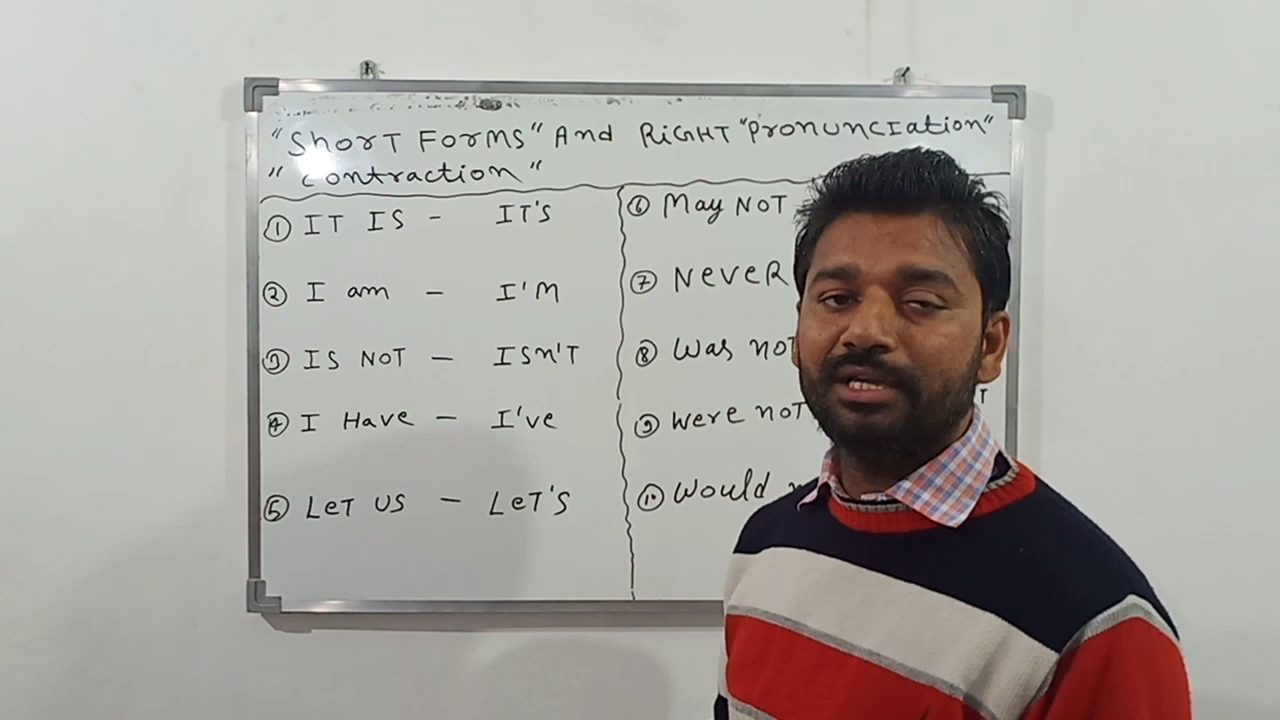 "Short Forms" And Right "Pronunciation"
"Contraction"
① IT IS - IT'S
② I am - I'M
③ IS NOT - ISn'T
④ I Have - I've
⑤ LeT US - LeT'S
⑥ May NOT
⑦ Never
⑧ Was noT
⑨ Were noT
⑩ Would